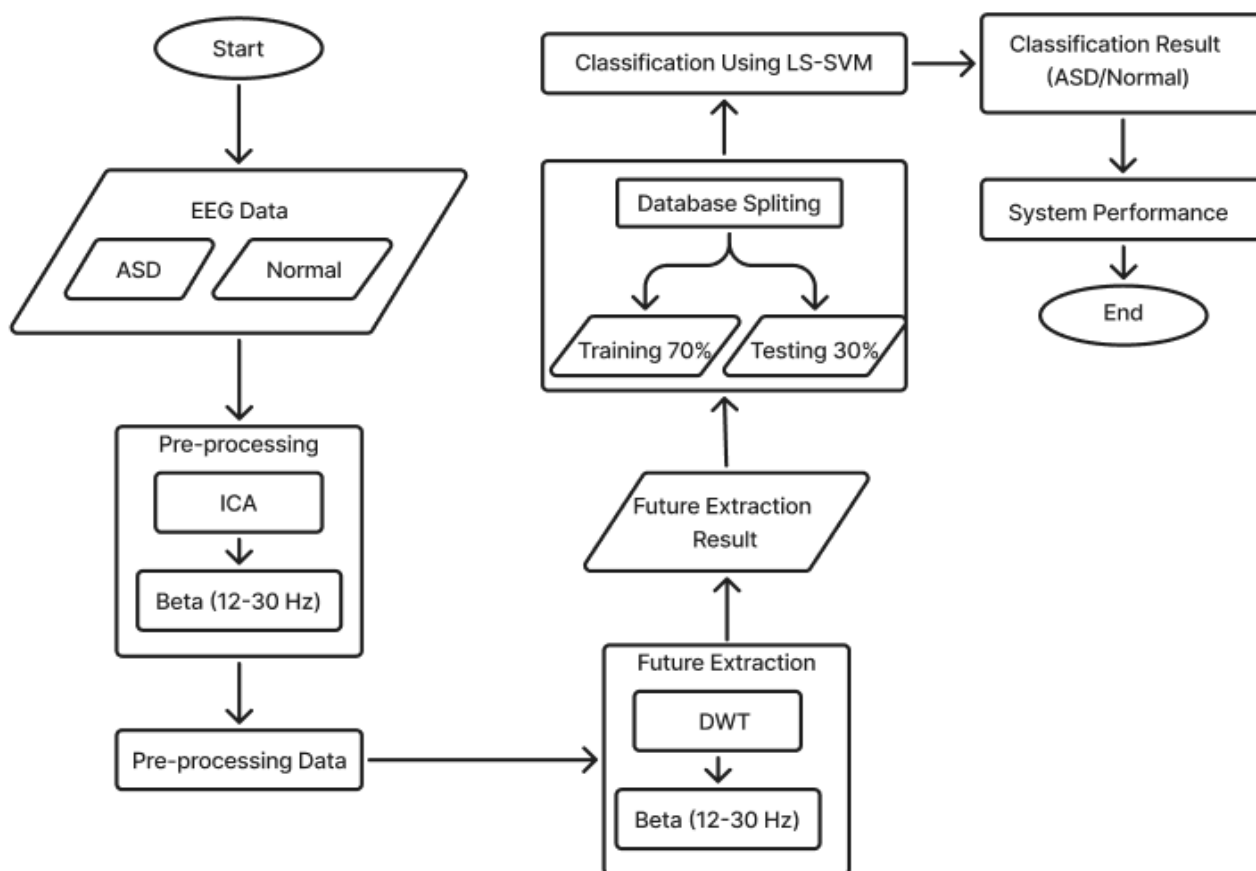 Start
EEG Data
ASD
Normal
Pre-processing
ICA
Beta (12-30 Hz)
Pre-processing Data
Future Extraction
DWT
Beta (12-30 Hz)
Future Extraction
Result
Database Spliting
Training 70%
Testing 30%
Classification Using LS-SVM
Classification Result
(ASD/Normal)
System Performance
End